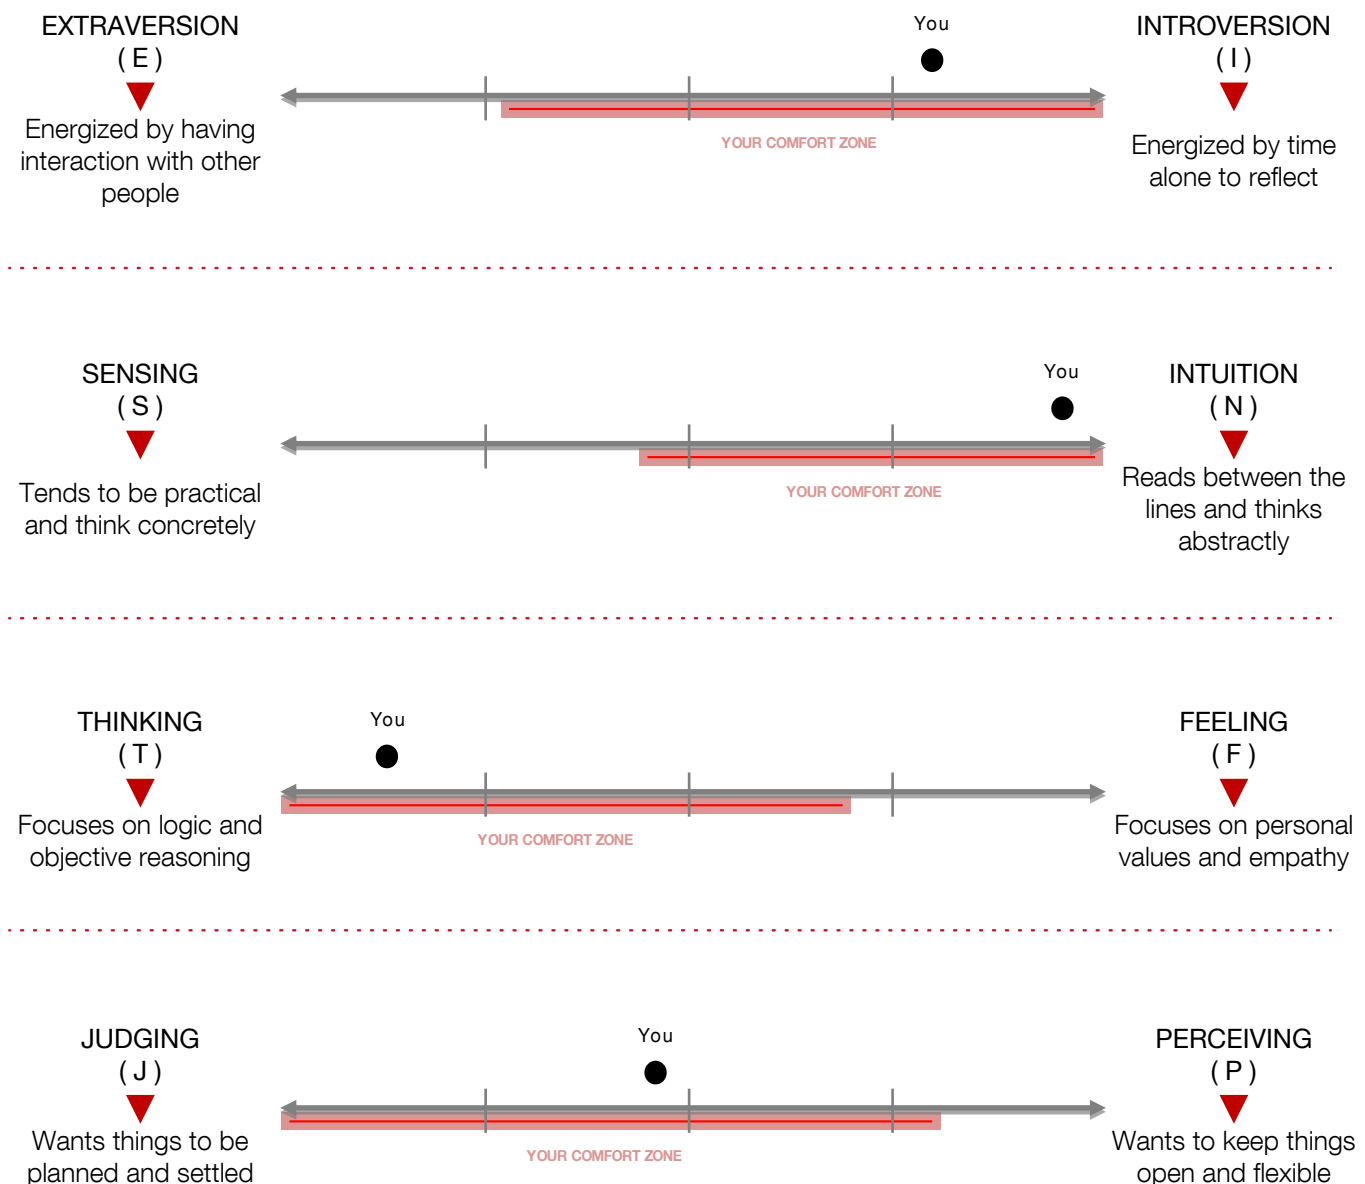 EXTRAVERSION
( E )
Energized by having
interaction with other
people
You
YOUR COMFORT ZONE
INTROVERSION
( I )
Energized by time
alone to reflect
SENSING
( S )
Tends to be practical
and think concretely
You
YOUR COMFORT ZONE
INTUITION
( N )
Reads between the
lines and thinks
abstractly
THINKING
( T )
Focuses on logic and
objective reasoning
You
YOUR COMFORT ZONE
FEELING
( F )
Focuses on personal
values and empathy
JUDGING
( J )
Wants things to be
planned and settled
You
YOUR COMFORT ZONE
PERCEIVING
( P )
Wants to keep things
open and flexible